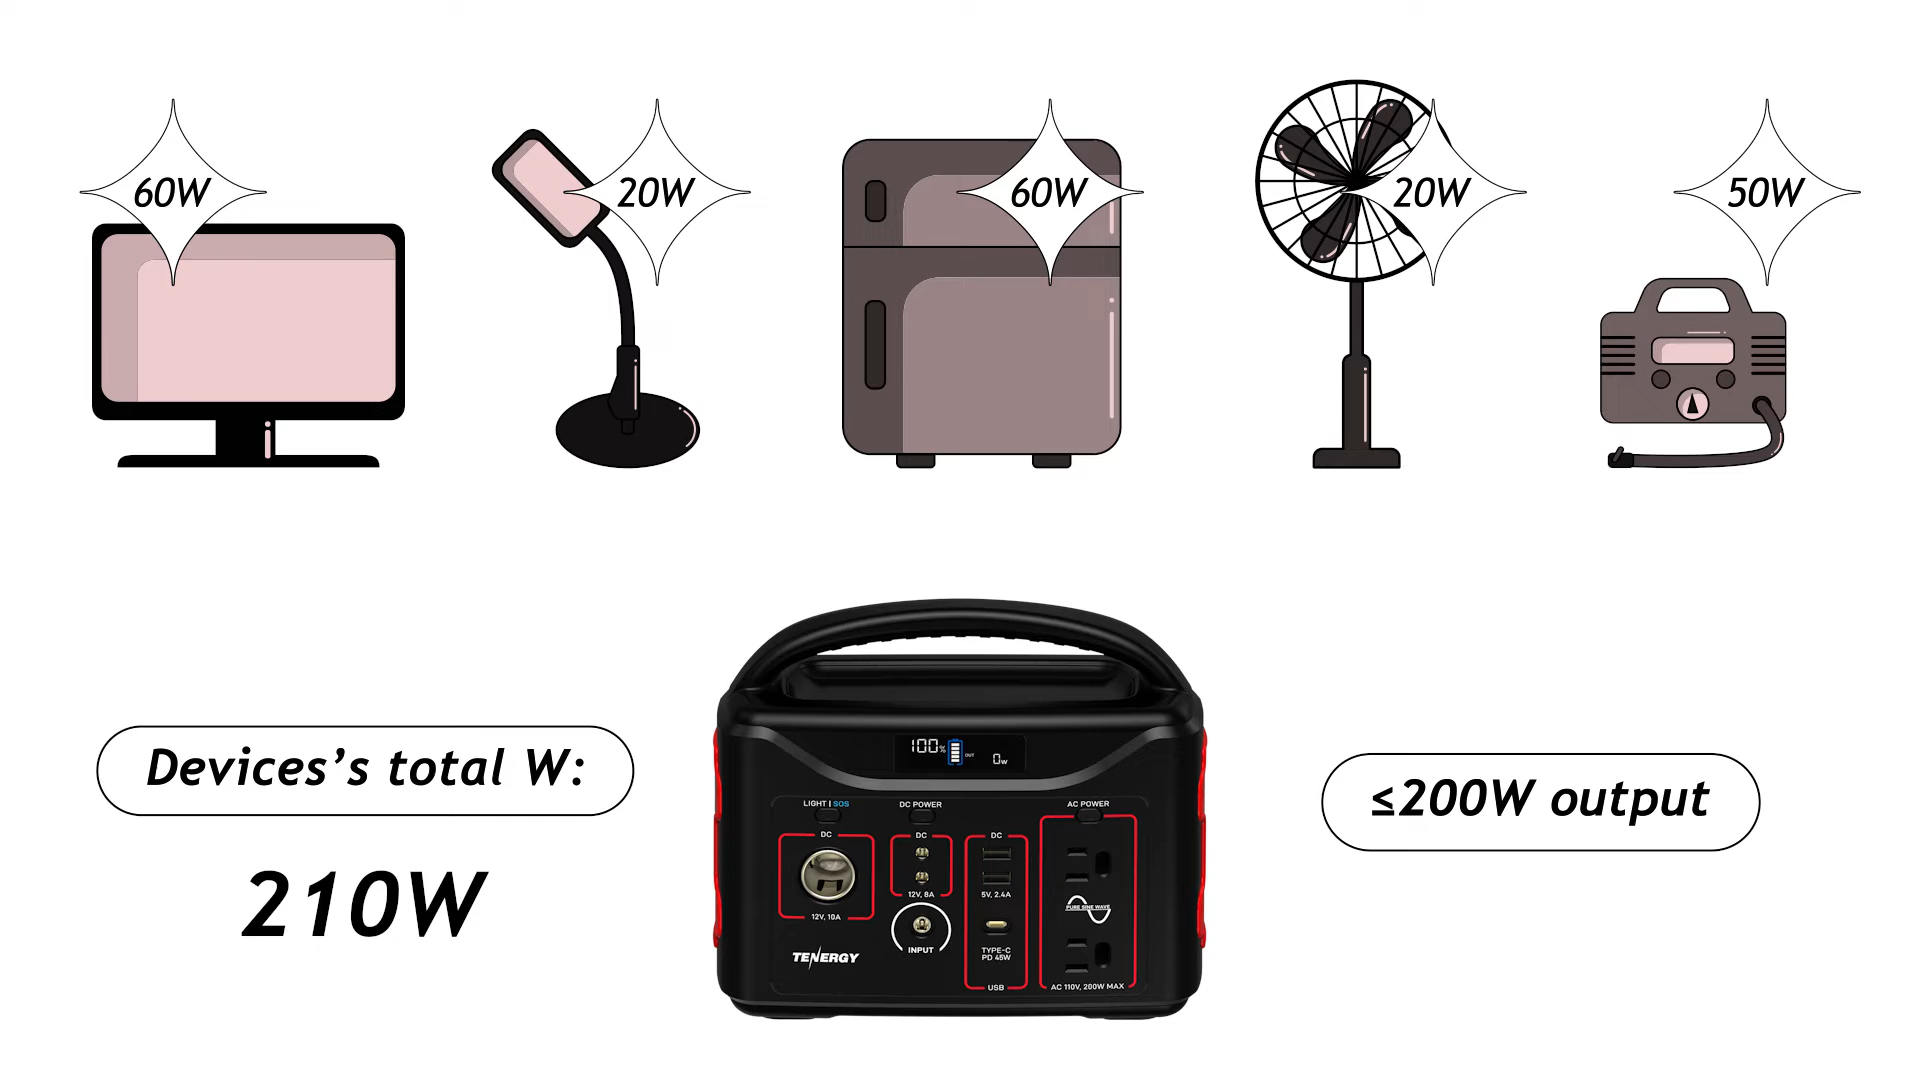 60W
20W
60W
20W
50W
Devices's total W:
210W
≤200W output
100%
OUT
0w
LIGHT | SOS
DC POWER
AC POWER
DC
DC
DC
12V, 10A
12V, 8A
5V, 2.4A
PURE SINE WAVE
INPUT
TYPE-C
PD 45W
TENERGY
USB
AC 110V, 200W MAX